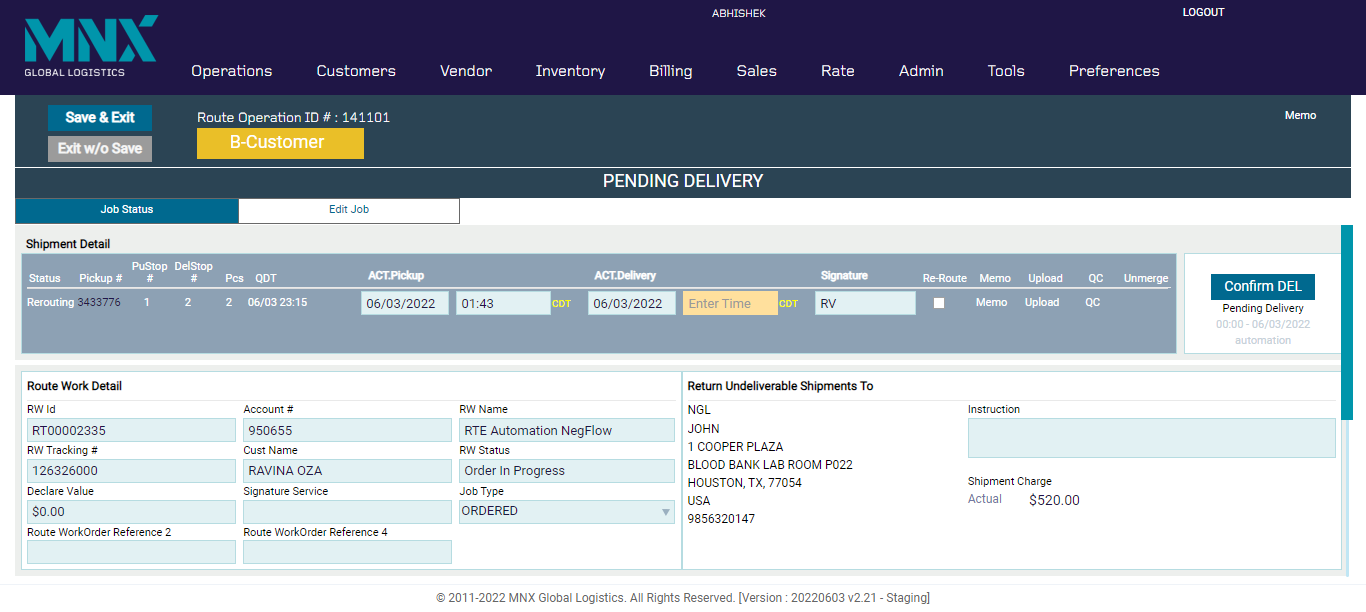 ABHISHEK
LOGOUT
MNX
GLOBAL LOGISTICS
Operations Customers Vendor Inventory Billing Sales Rate Admin Tools Preferences
Save & Exit
Route Operation ID # : 141101
Memo
Exit w/o Save
B-Customer
PENDING DELIVERY
Job Status
Edit Job
Shipment Detail
Status Pickup # PuStop # DelStop # Pcs QDT ACT.Pickup ACT.Delivery Signature Re-Route Memo Upload QC Unmerge
Rerouting 3433776 1 2 2 06/03 23:15 06/03/2022 01:43 CDT 06/03/2022 Enter Time CDT RV Memo Upload QC
Confirm DEL
Pending Delivery
00:00 - 06/03/2022
automation
Route Work Detail
RW Id Account # RW Name
RT00002335 950655 RTE Automation NegFlow
RW Tracking # Cust Name RW Status
126326000 RAVINA OZA Order In Progress
Declare Value Signature Service Job Type
$0.00 ORDERED
Route WorkOrder Reference 2 Route WorkOrder Reference 4
Return Undeliverable Shipments To
NGL
JOHN
1 COOPER PLAZA
BLOOD BANK LAB ROOM P022
HOUSTON, TX, 77054
USA
9856320147
Instruction
Shipment Charge
Actual $520.00
© 2011-2022 MNX Global Logistics. All Rights Reserved. [Version : 20220603 v2.21 - Staging]